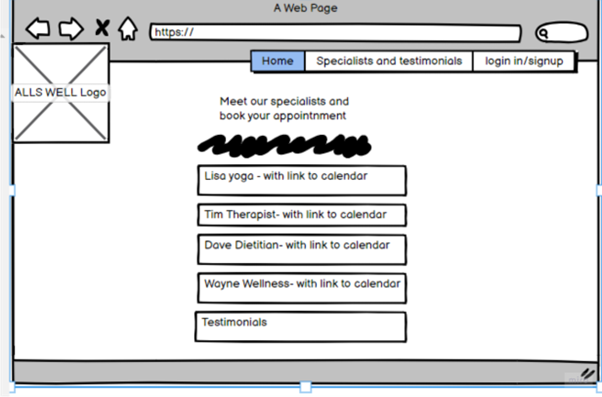 A Web Page
https://
Home
Specialists and testimonials
login in/signup
ALLS WELL Logo
Meet our specialists and
book your appointnment
Lisa yoga - with link to calendar
Tim Therapist- with link to calendar
Dave Dietitian- with link to calendar
Wayne Wellness- with link to calendar
Testimonials